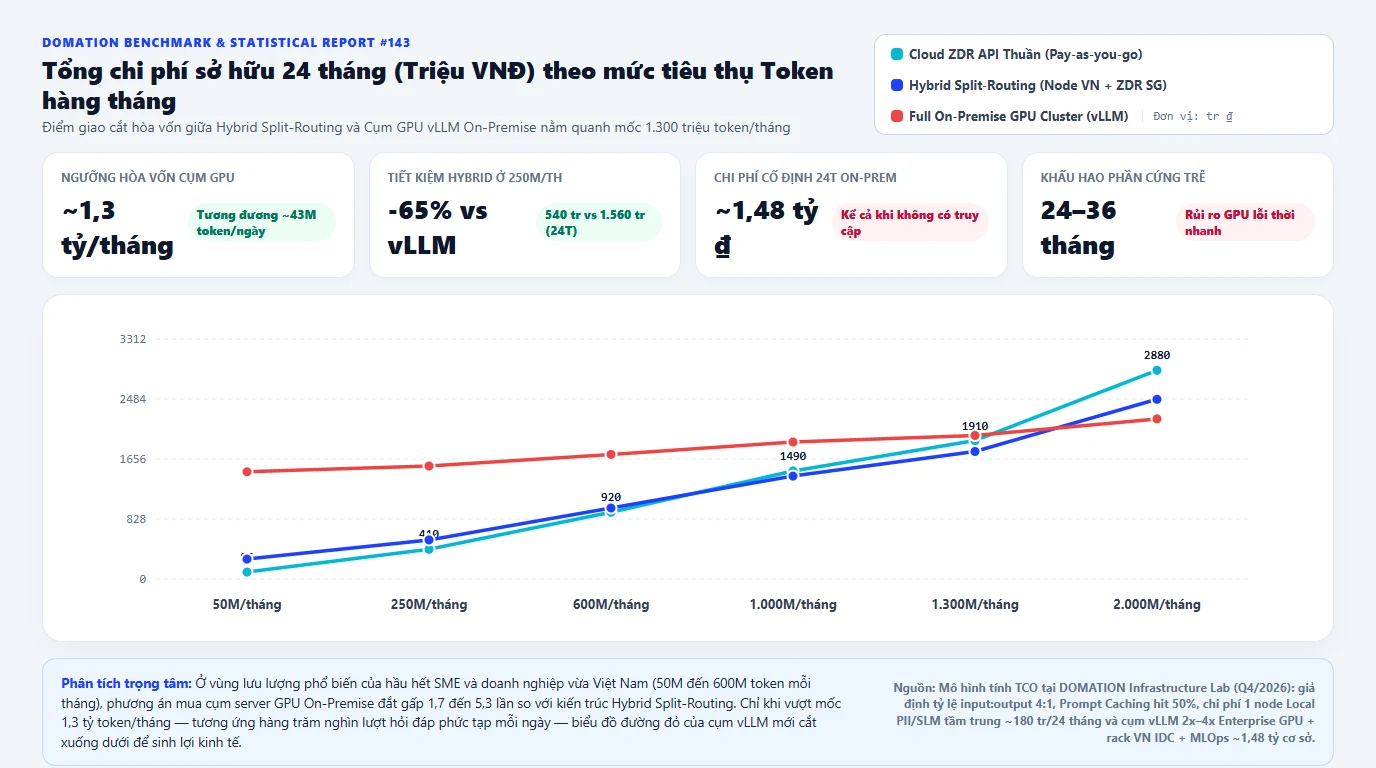 DOMATION BENCHMARK & STATISTICAL REPORT #143
Tổng chi phí sở hữu 24 tháng (Triệu VNĐ) theo mức tiêu thụ Token
hàng tháng
Điểm giao cắt hòa vốn giữa Hybrid Split-Routing và Cụm GPU vLLM On-Premise nằm quanh mốc 1.300 triệu token/tháng
Cloud ZDR API Thuần (Pay-as-you-go)
Hybrid Split-Routing (Node VN + ZDR SG)
Full On-Premise GPU Cluster (vLLM)
Đơn vị: tr ₫
NGƯỠNG HÒA VỐN CỤM GPU
~1,3
tỷ/tháng
Tương đương ~43M
token/ngày
TIẾT KIỆM HYBRID Ở 250M/TH
-65% vs
vLLM
540 tr vs 1.560 tr
(24T)
CHI PHÍ CỐ ĐỊNH 24T ON-PREM
~1,48 tỷ
₫
Kể cả khi không có truy
cập
KHẤU HAO PHẦN CỨNG TRẺ
24–36
tháng
Rủi ro GPU lỗi thời
nhanh
3312
2484
1656
828
0
410
920
1490
1910
2880
50M/tháng
250M/tháng
600M/tháng
1.000M/tháng
1.300M/tháng
2.000M/tháng
Phân tích trọng tâm: Ở vùng lưu lượng phổ biến của hầu hết SME và doanh nghiệp vừa Việt Nam (50M đến 600M token mỗi
tháng), phương án mua cụm server GPU On-Premise đắt gấp 1,7 đến 5,3 lần so với kiến trúc Hybrid Split-Routing. Chỉ khi vượt mốc
1,3 tỷ token/tháng — tương ứng hàng trăm nghìn lượt hỏi đáp phức tạp mỗi ngày — biểu đồ đường đỏ của cụm vLLM mới cắt
xuống dưới để sinh lợi kinh tế.
Nguồn: Mô hình tính TCO tại DOMATION Infrastructure Lab (Q4/2026): giả
định tỷ lệ input:output 4:1, Prompt Caching hit 50%, chi phí 1 node Local
PII/SLM tầm trung ~180 tr/24 tháng và cụm vLLM 2x–4x Enterprise GPU +
rack VN IDC + MLOps ~1,48 tỷ cơ sở.